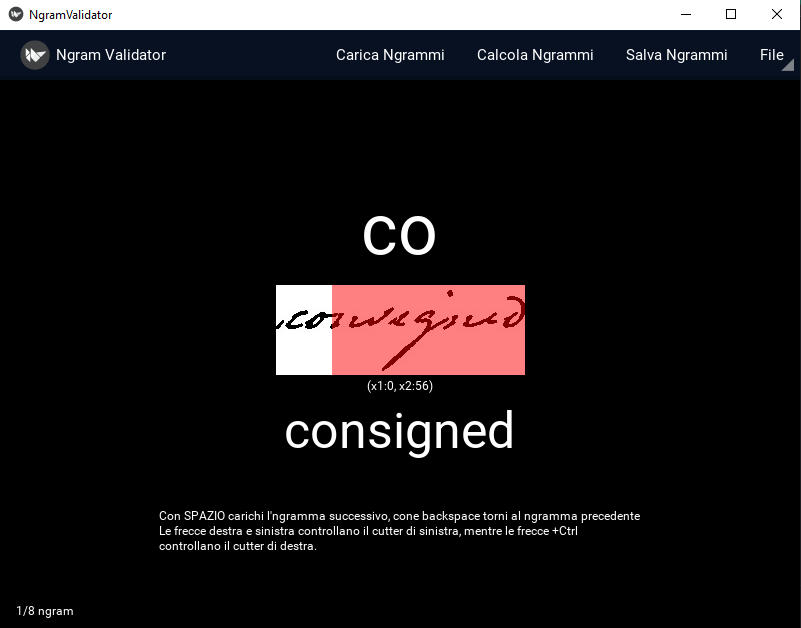 NgramValidator
Ngram Validator
Carica Ngrammi
Calcola Ngrammi
Salva Ngrammi
File
co
consigned
(x1:0, x2:56)
consigned
Con SPAZIO carichi l'ngramma successivo, cone backspace torni al ngramma precedente
Le frecce destra e sinistra controllano il cutter di sinistra, mentre le frecce +Ctrl
controllano il cutter di destra.
1/8 ngram